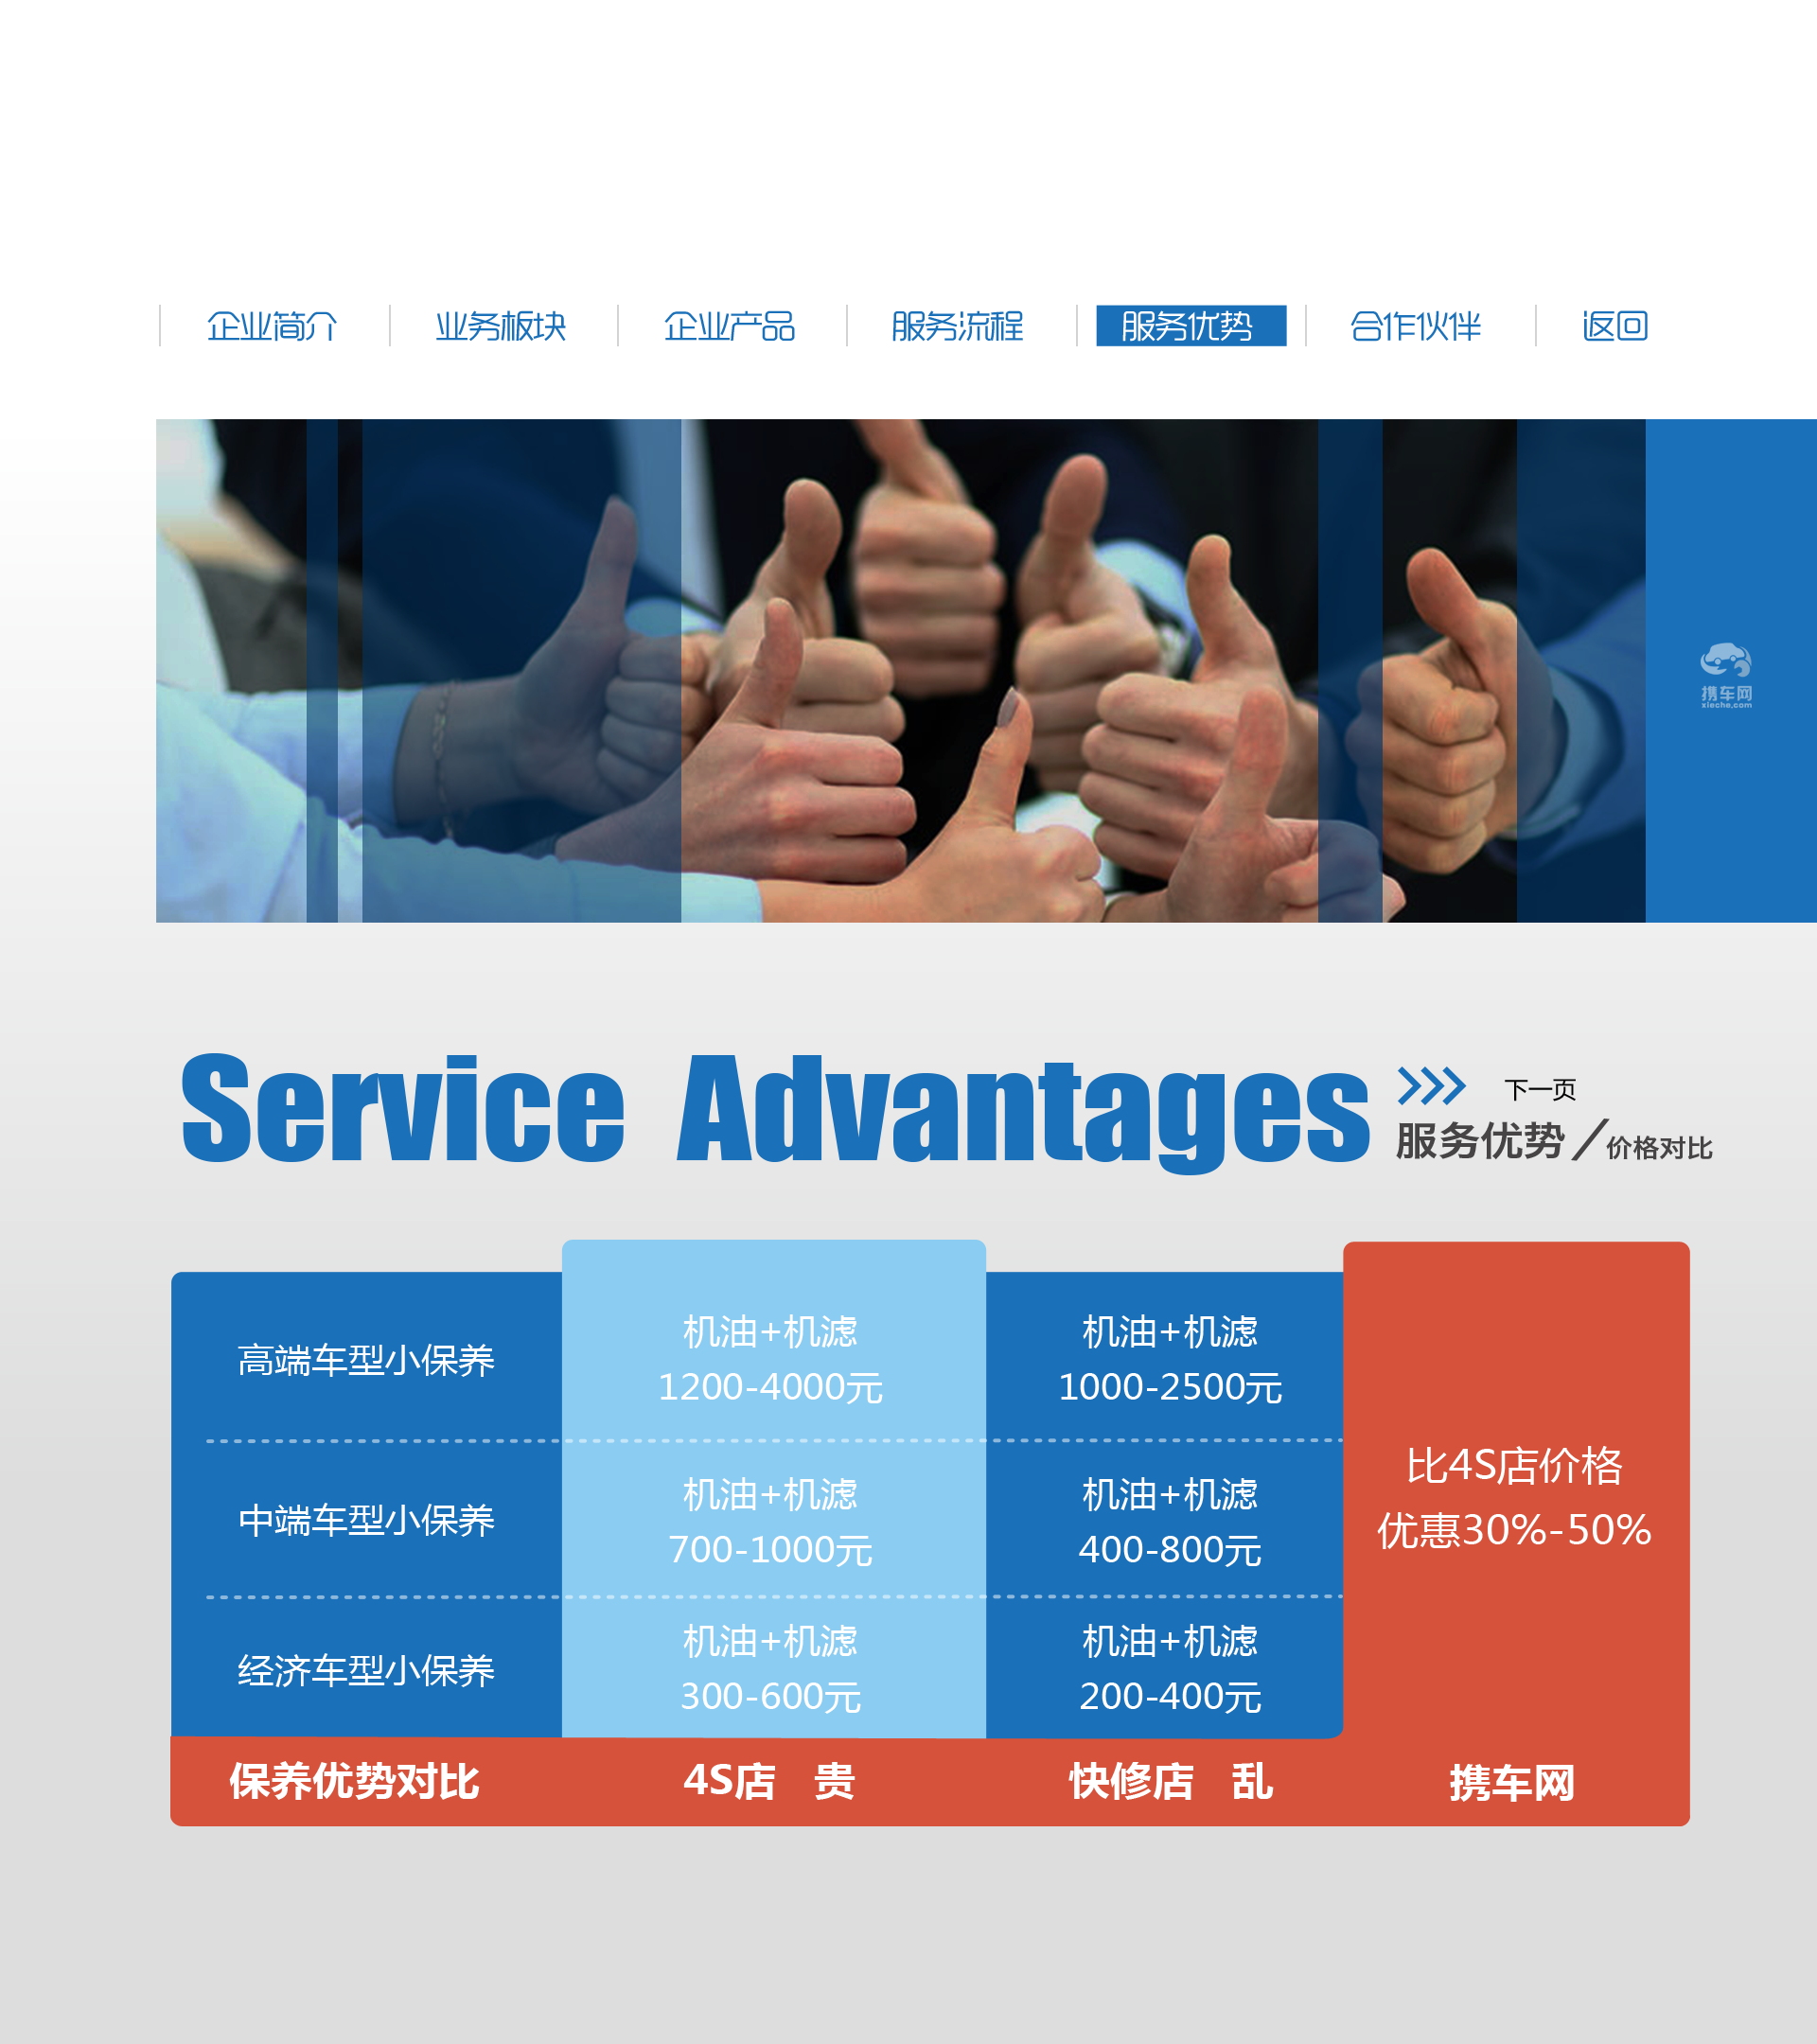 企业简介
业务板块
企业产品
服务流程
服务优势
合作伙伴
返回
携车网
xieche.com
Service Advantages
下一页
服务优势/价格对比
高端车型小保养
机油+机滤
1200-4000元
机油+机滤
1000-2500元
中端车型小保养
机油+机滤
700-1000元
机油+机滤
400-800元
经济车型小保养
机油+机滤
300-600元
机油+机滤
200-400元
比4S店价格
优惠30%-50%
保养优势对比
4S店 贵
快修店 乱
携车网